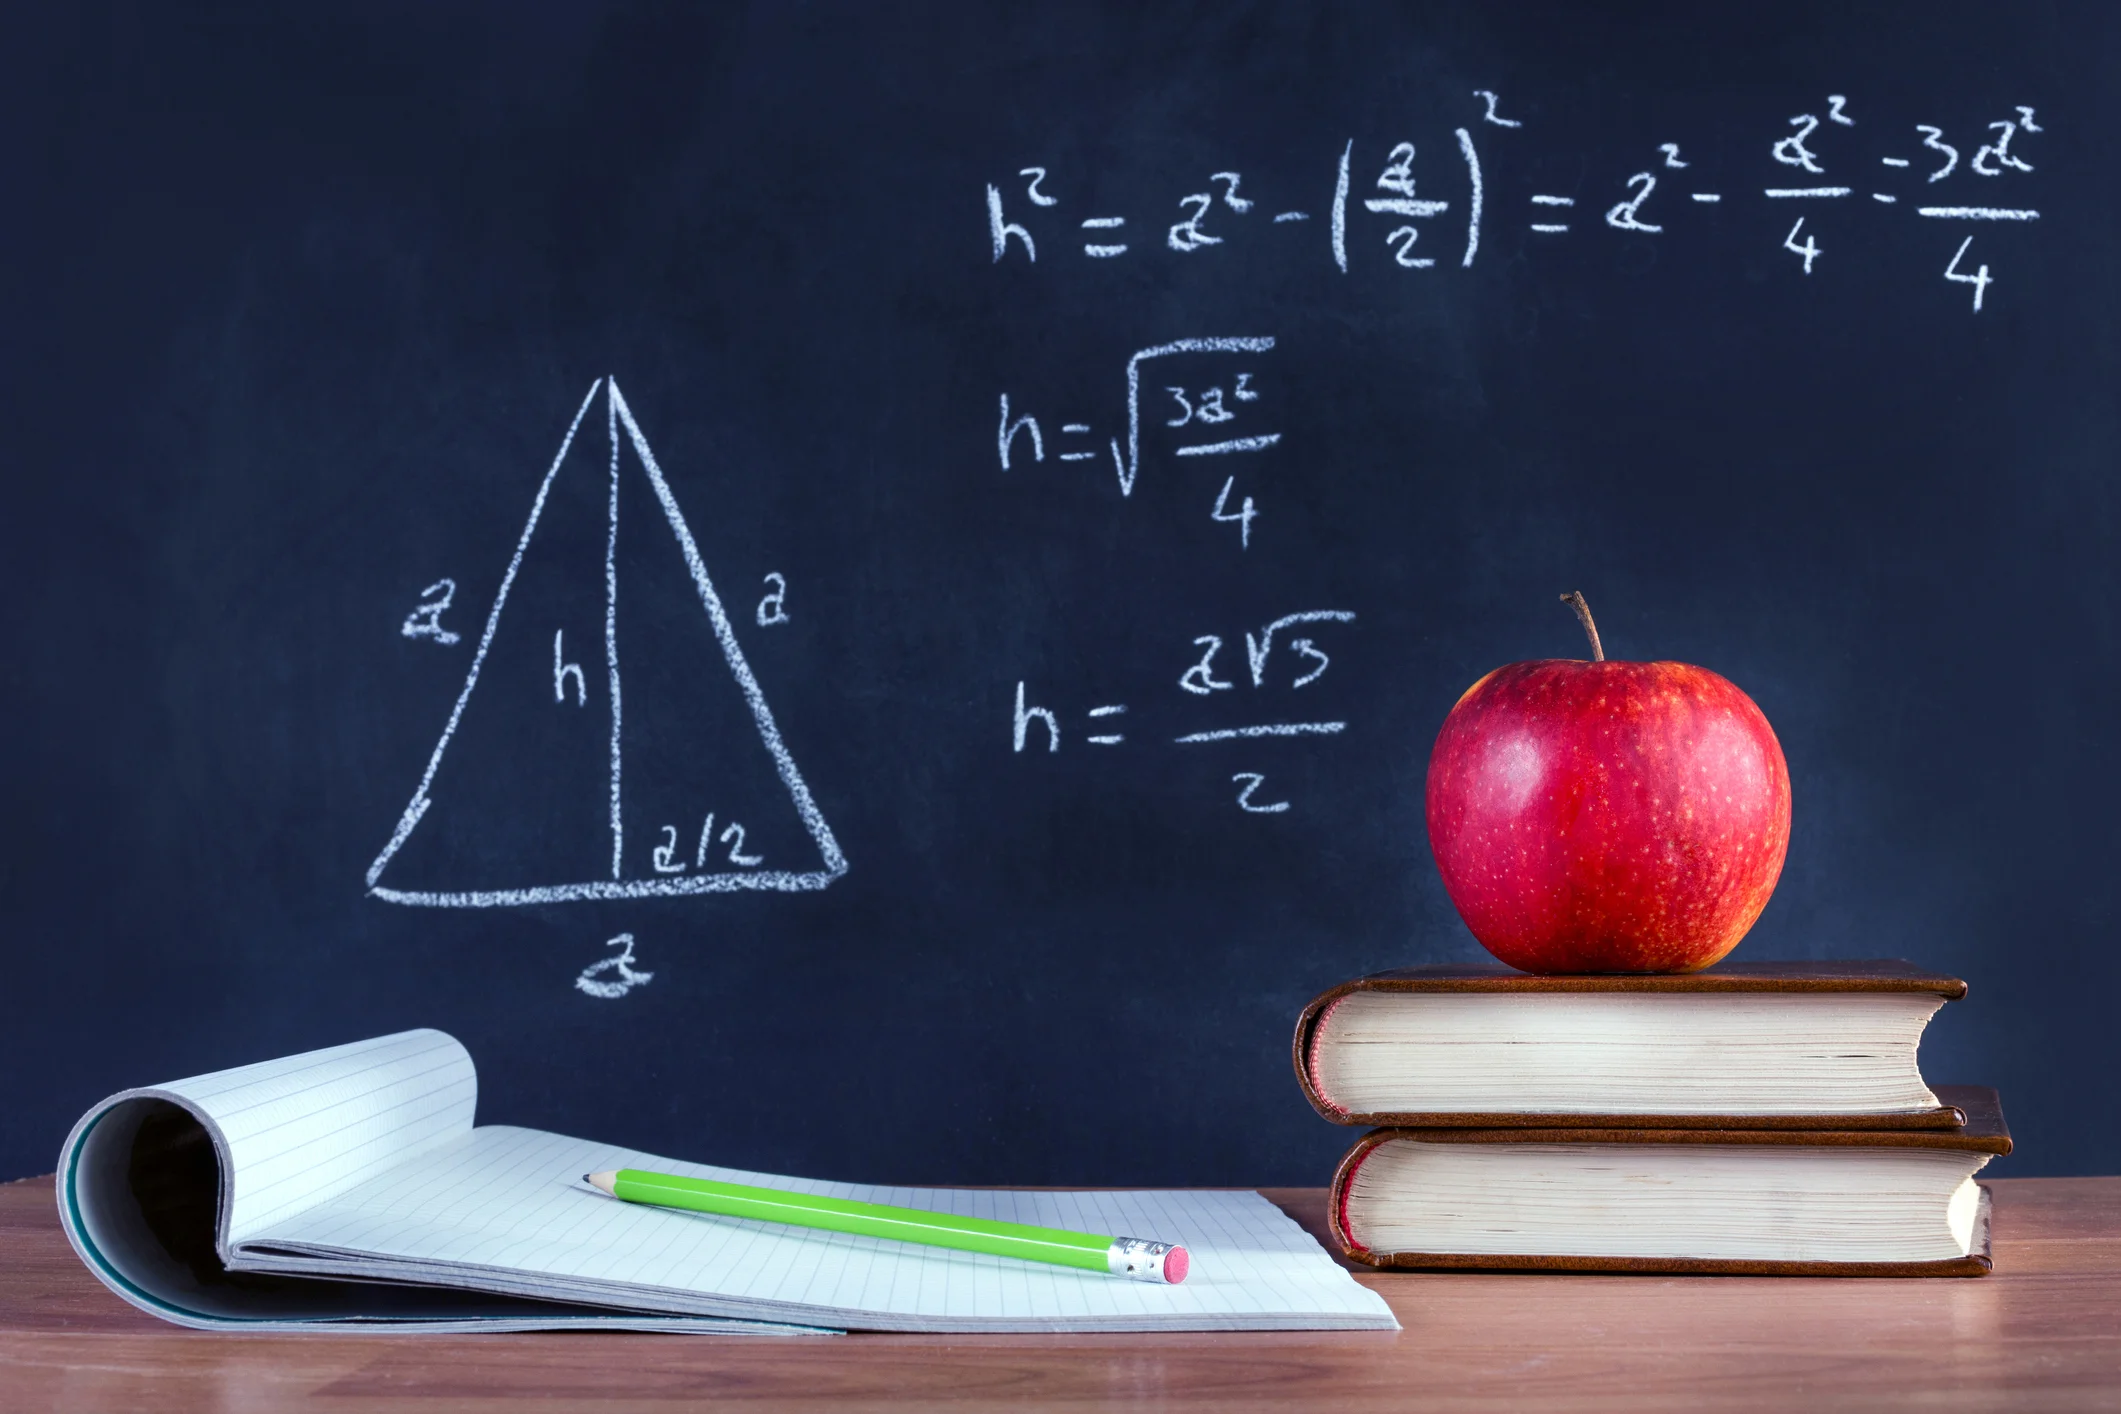 h² = a² - (a/2)² = a² - a²/4 = 3a²/4
h = √(3a²/4)
a
a
h
h = a√3/2
a/2
a